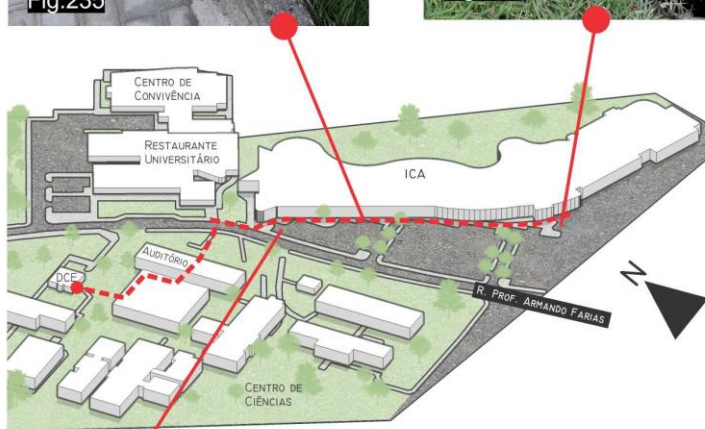 Fig.235
CENTRO DE
CONVIVÊNCIA
RESTAURANTE
UNIVERSITÁRIO
ICA
AUDITÓRIO
DCE
R. PROF. ARMANDO FARIAS
N
CENTRO DE
CIÊNCIAS